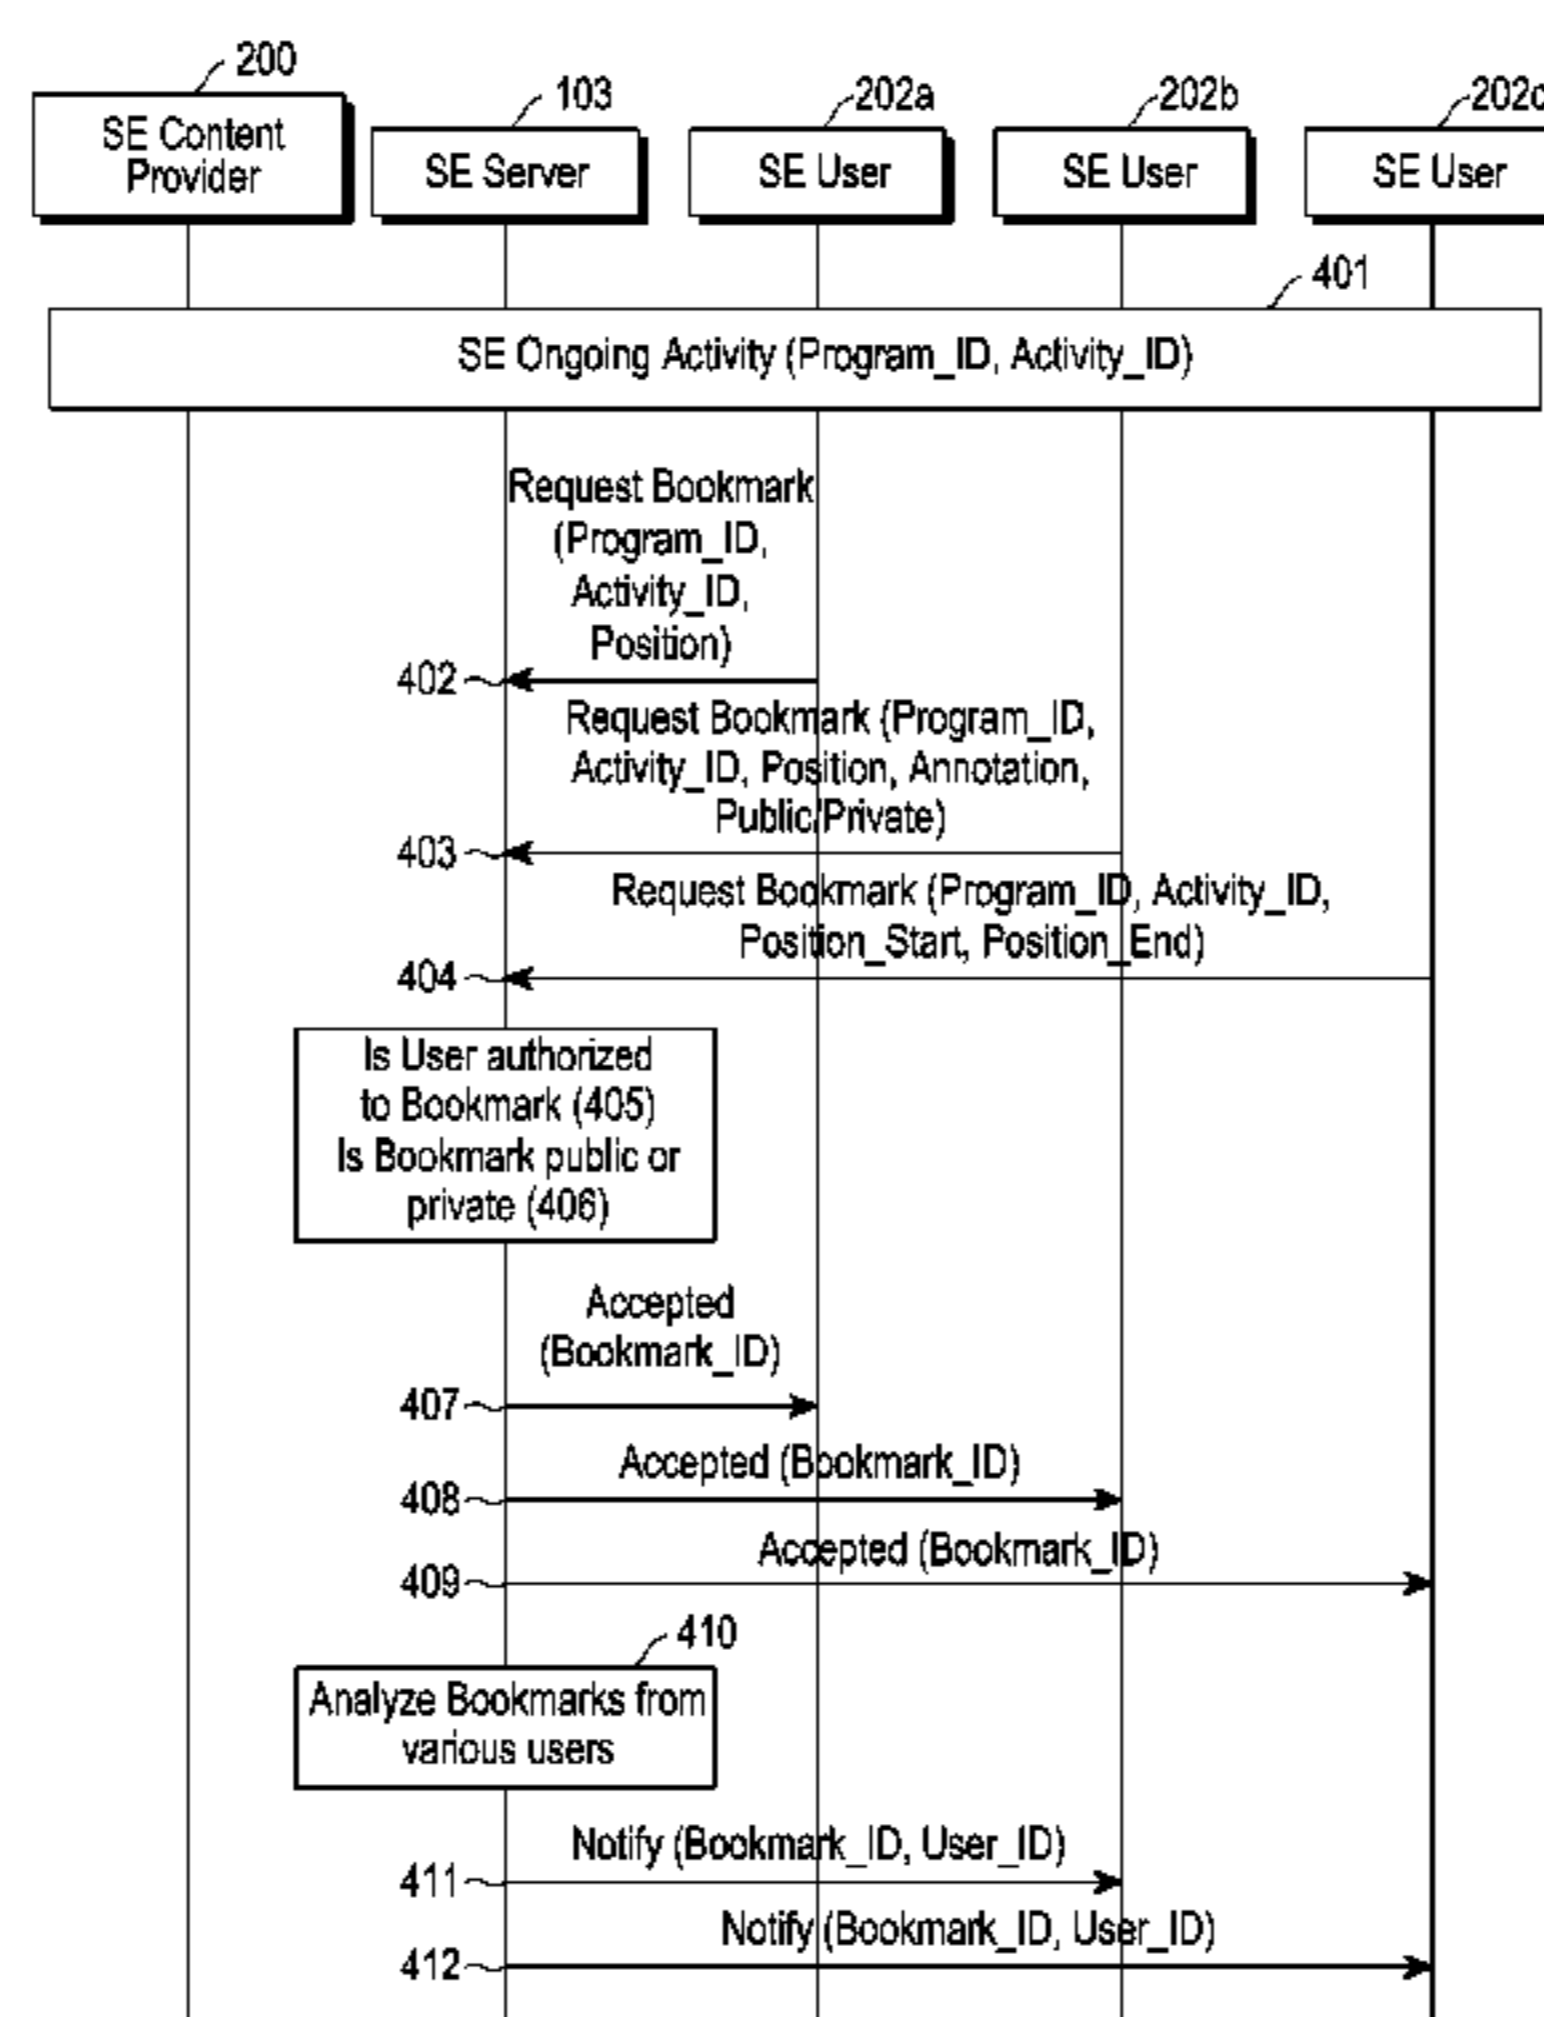 200
SE Content
Provider
103
SE Server
202a
SE User
202b
SE User
202c
SE User
401
SE Ongoing Activity (Program_ID, Activity_ID)
Request Bookmark
(Program_ID,
Activity_ID,
Position)
402
Request Bookmark (Program_ID,
Activity_ID, Position, Annotation,
Public/Private)
403
Request Bookmark (Program_ID, Activity_ID,
Position_Start, Position_End)
404
Is User authorized
to Bookmark (405)
Is Bookmark public or
private (406)
Accepted
(Bookmark_ID)
407
Accepted (Bookmark_ID)
408
Accepted (Bookmark_ID)
409
410
Analyze Bookmarks from
various users
Notify (Bookmark_ID, User_ID)
411
Notify (Bookmark_ID, User_ID)
412